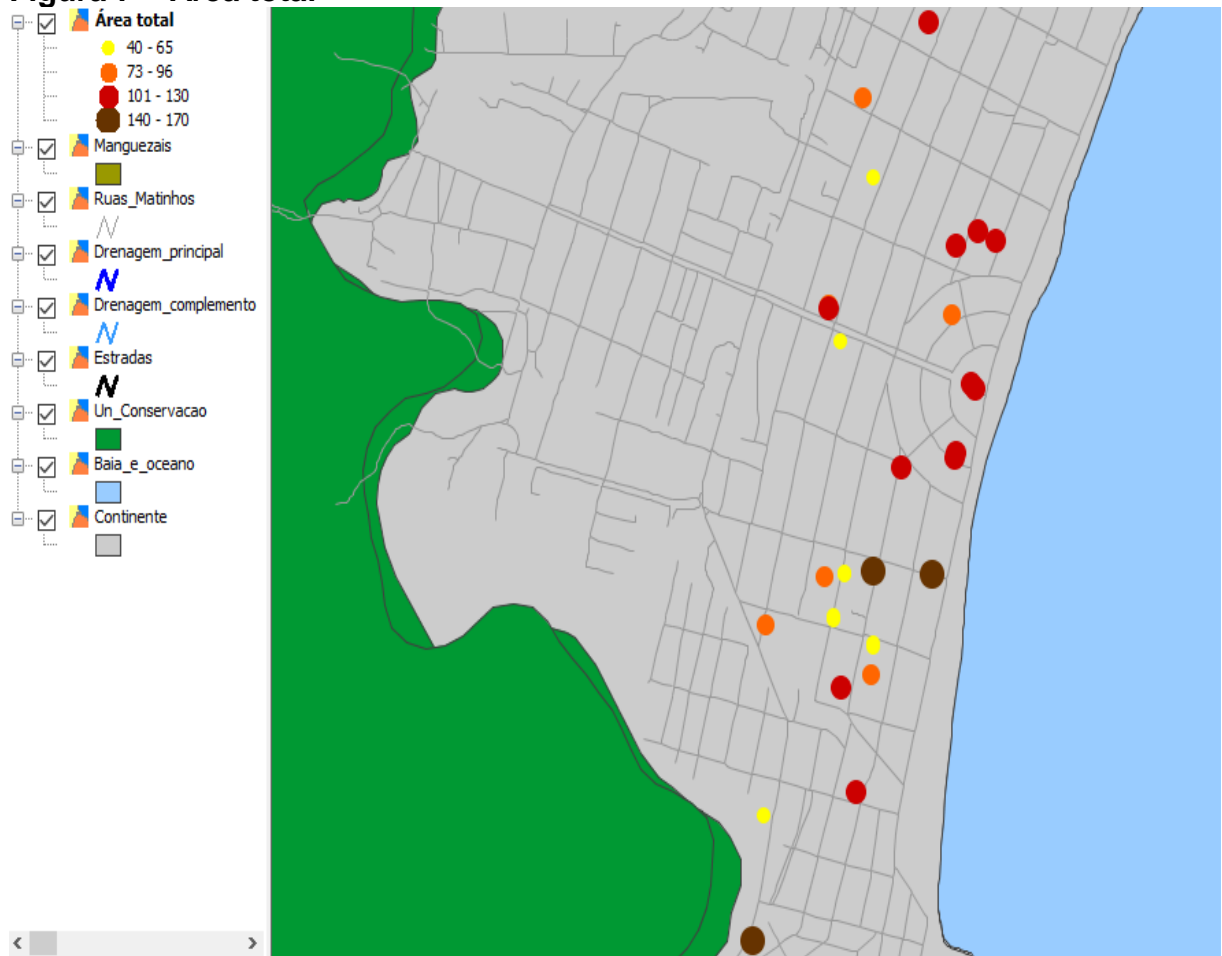 Área total
40 - 65
73 - 96
101 - 130
140 - 170
Manguezais
Ruas_Matinhos
Drenagem_principal
Drenagem_complemento
Estradas
Un_Conservacao
Baia_e_oceano
Continente